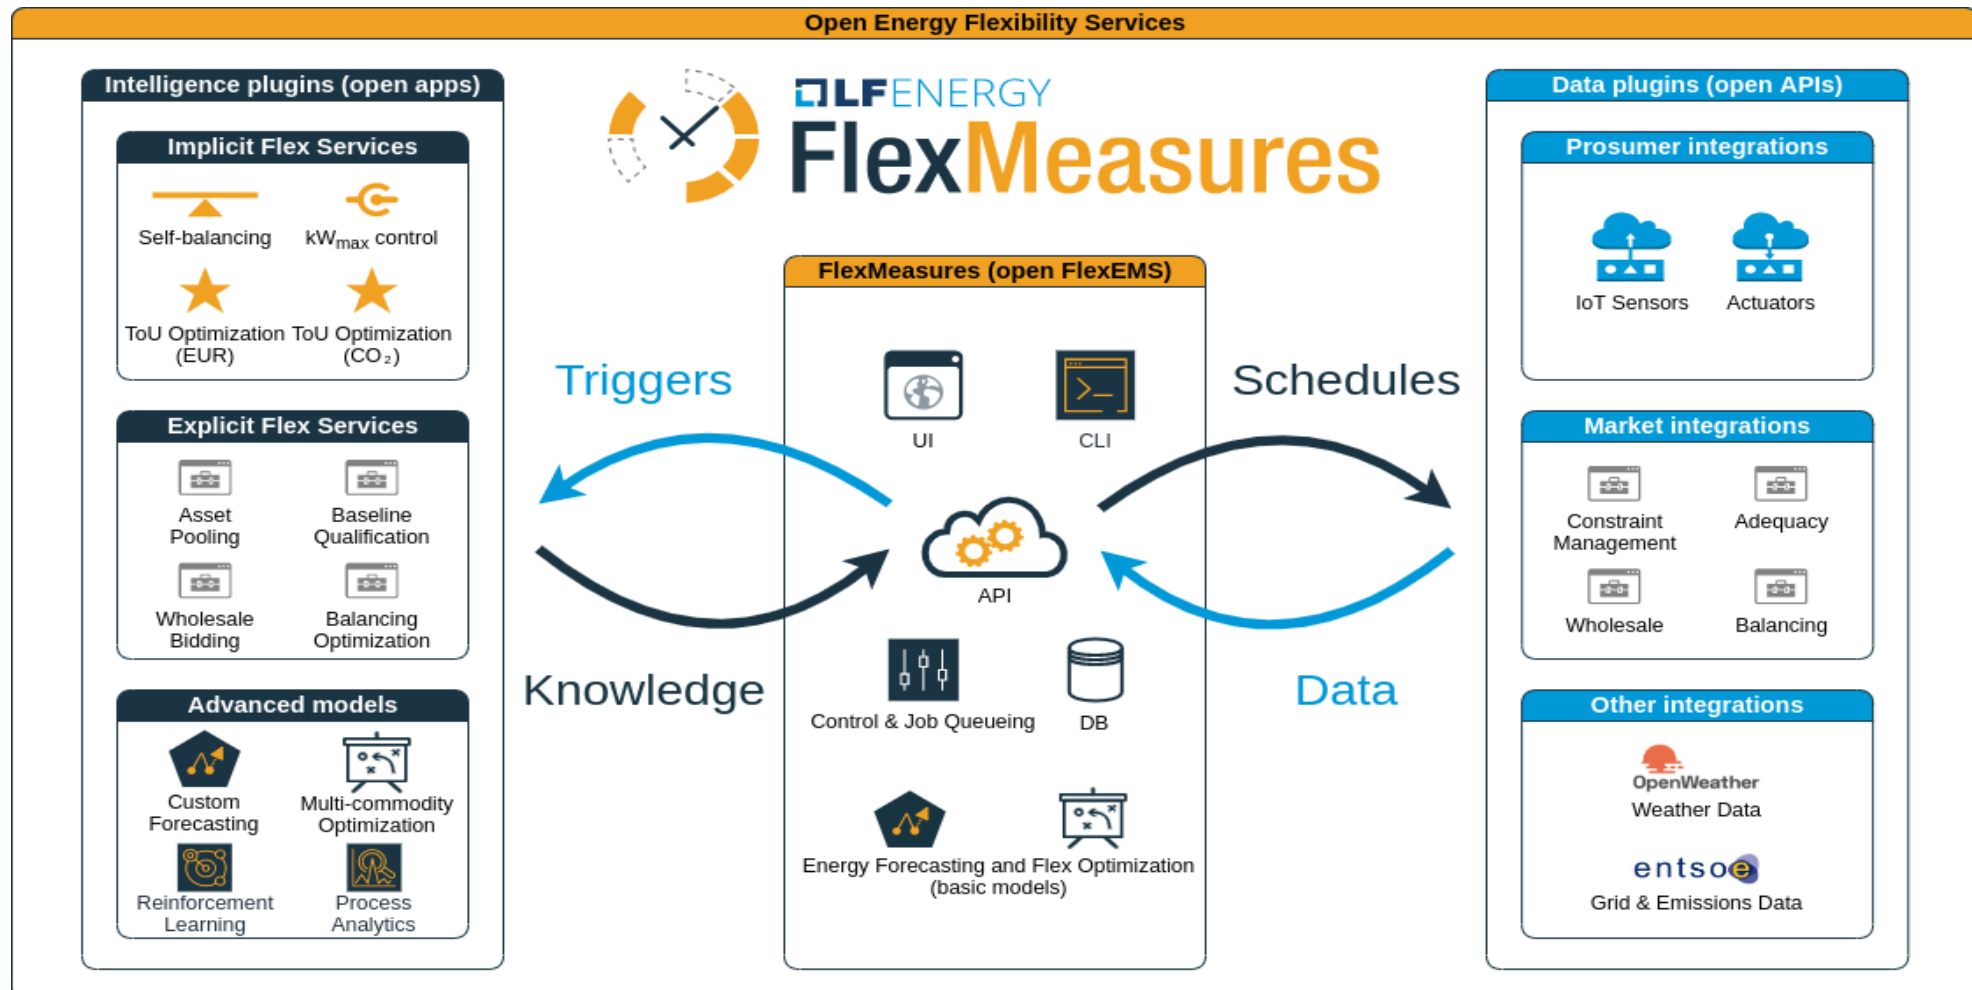 Open Energy Flexibility Services
Intelligence plugins (open apps)
Implicit Flex Services
Self-balancing
kWmax control
ToU Optimization
(EUR)
ToU Optimization
(CO₂)
Explicit Flex Services
Asset
Pooling
Baseline
Qualification
Wholesale
Bidding
Balancing
Optimization
Advanced models
Custom
Forecasting
Multi-commodity
Optimization
Reinforcement
Learning
Process
Analytics
LFENERGY
FlexMeasures
Triggers
Knowledge
FlexMeasures (open FlexEMS)
UI
CLI
API
Control & Job Queueing
DB
Energy Forecasting and Flex Optimization
(basic models)
Schedules
Data
Data plugins (open APIs)
Prosumer integrations
IoT Sensors
Actuators
Market integrations
Constraint
Management
Adequacy
Wholesale
Balancing
Other integrations
OpenWeather
Weather Data
entsoe
Grid & Emissions Data